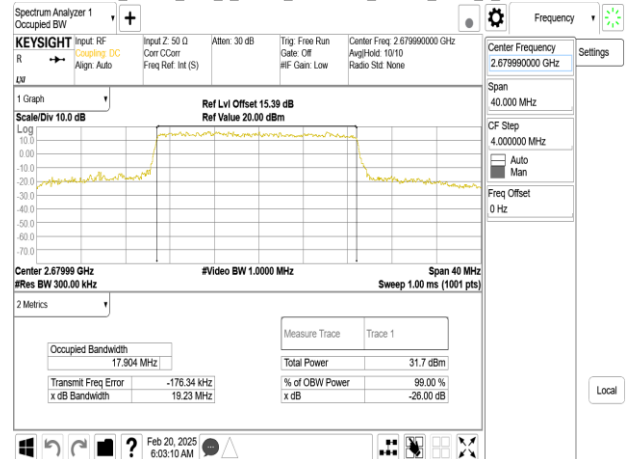 Spectrum Analyzer 1
Occupied BW
Frequency
KEYSIGHT
R
Input: RF
Coupling: DC
Align: Auto
Input Z: 50 Ω
Corr CCorr
Freq Ref: Int (S)
Atten: 30 dB
Trig: Free Run
Gate: Off
#IF Gain: Low
Center Freq: 2.679990000 GHz
Avg|Hold: 10/10
Radio Std: None
LXI
1 Graph
Scale/Div 10.0 dB
Ref Lvl Offset 15.39 dB
Ref Value 20.00 dBm
Log
10.0
0.00
-10.0
-20.0
-30.0
-40.0
-50.0
-60.0
-70.0
Center 2.67999 GHz
#Res BW 300.00 kHz
#Video BW 1.0000 MHz
Span 40 MHz
Sweep 1.00 ms (1001 pts)
2 Metrics
Measure Trace Trace 1
Occupied Bandwidth
17.904 MHz
Total Power 31.7 dBm
Transmit Freq Error -176.34 kHz
% of OBW Power 99.00 %
x dB Bandwidth 19.23 MHz
x dB -26.00 dB
Center Frequency
2.679990000 GHz
Settings
Span
40.000 MHz
CF Step
4.000000 MHz
Auto
Man
Freq Offset
0 Hz
Local
?
Feb 20, 2025
6:03:10 AM